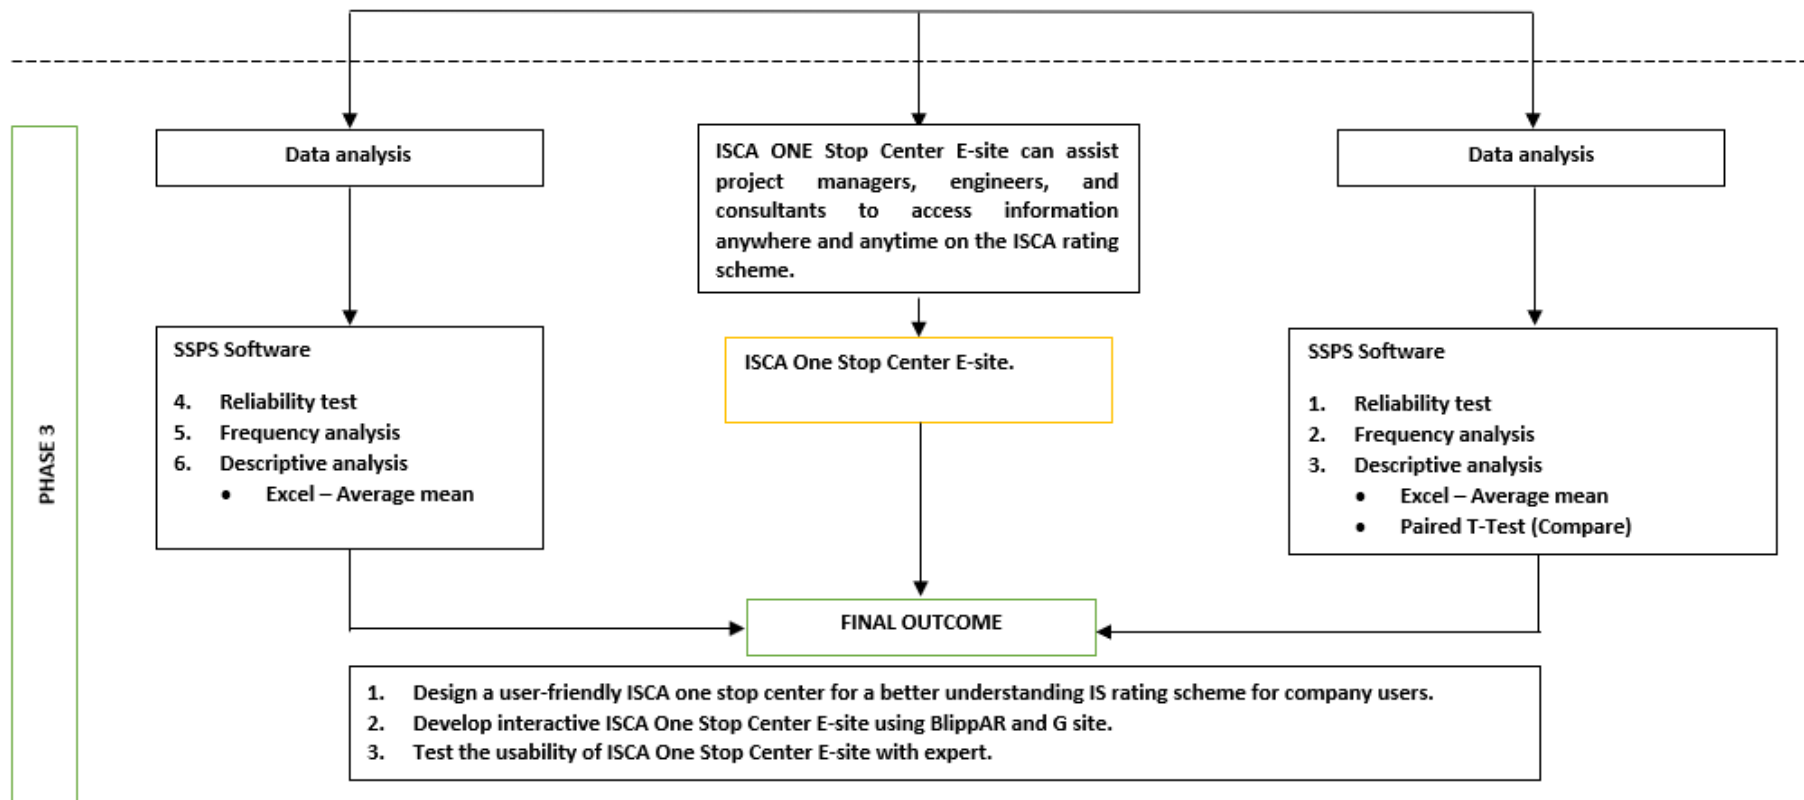 PHASE 3
Data analysis
SSPS Software
4. Reliability test
5. Frequency analysis
6. Descriptive analysis
• Excel – Average mean
ISCA ONE Stop Center E-site can assist
project managers, engineers, and
consultants to access information
anywhere and anytime on the ISCA rating
scheme.
ISCA One Stop Center E-site.
Data analysis
SSPS Software
1. Reliability test
2. Frequency analysis
3. Descriptive analysis
• Excel – Average mean
• Paired T-Test (Compare)
FINAL OUTCOME
1. Design a user-friendly ISCA one stop center for a better understanding IS rating scheme for company users.
2. Develop interactive ISCA One Stop Center E-site using BlippAR and G site.
3. Test the usability of ISCA One Stop Center E-site with expert.